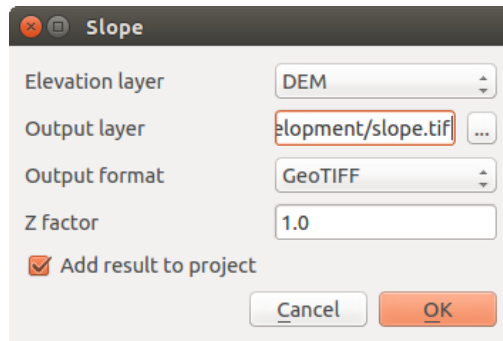 Slope
Elevation layer DEM
Output layer elopment/slope.tif ...
Output format GeoTIFF
Z factor 1.0
Add result to project
Cancel OK